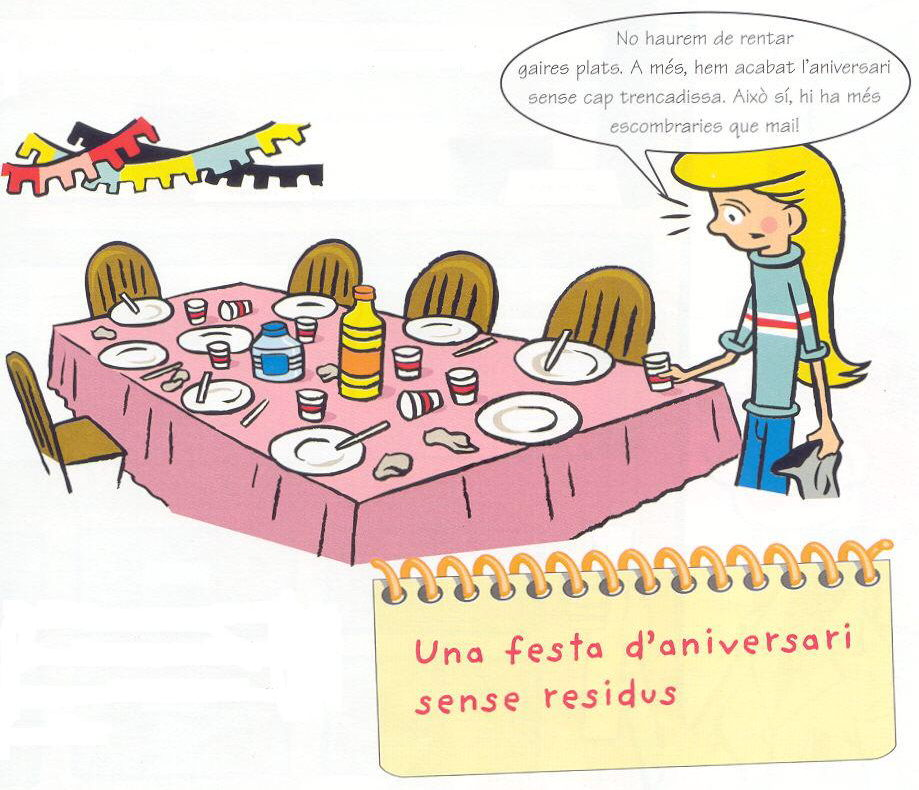 No haurem de rentar
gaires plats. A més, hem acabat l'aniversari
sense cap trencadissa. Això sí, hi ha més
escombraries que mai!
Una festa d'aniversari
sense residus